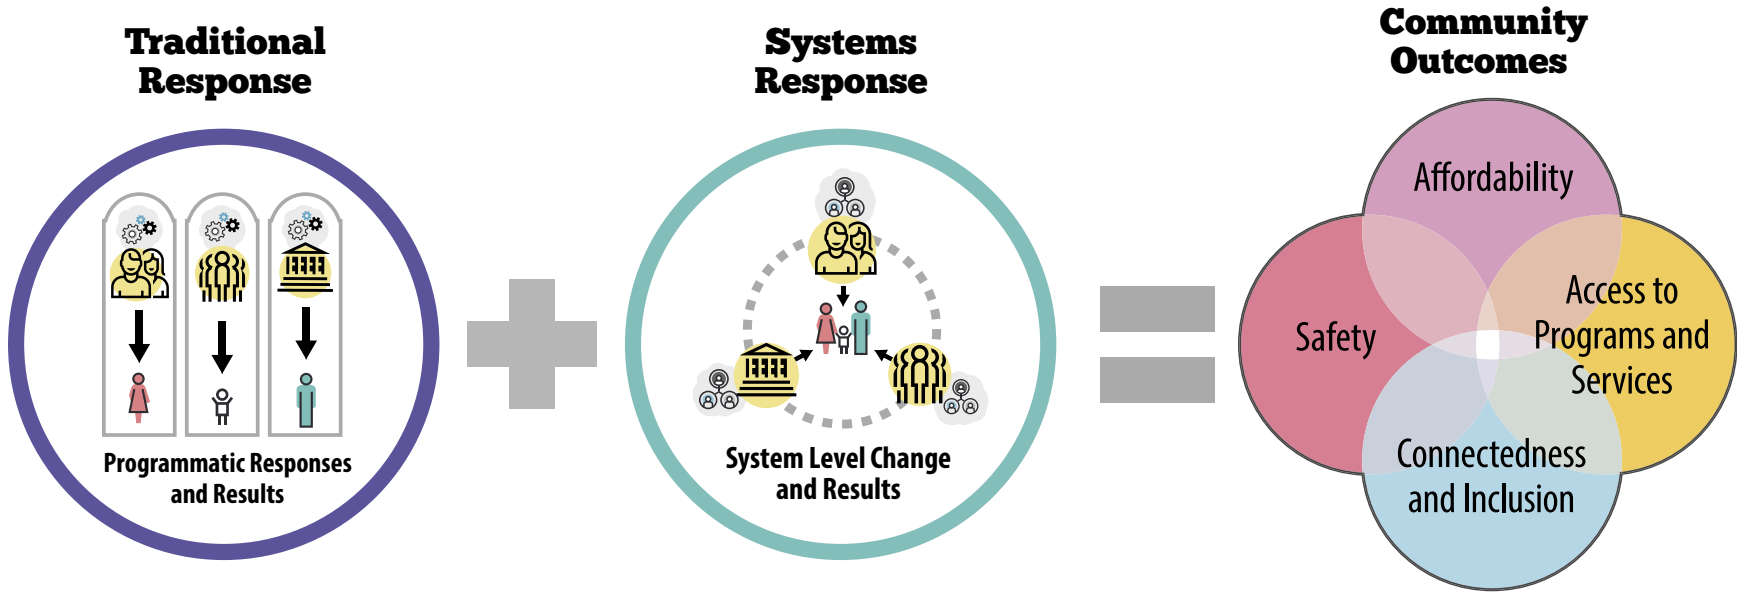 Traditional
Response
Programmatic Responses
and Results
Systems
Response
System Level Change
and Results
Community
Outcomes
Affordability
Safety
Access to
Programs and
Services
Connectedness
and Inclusion